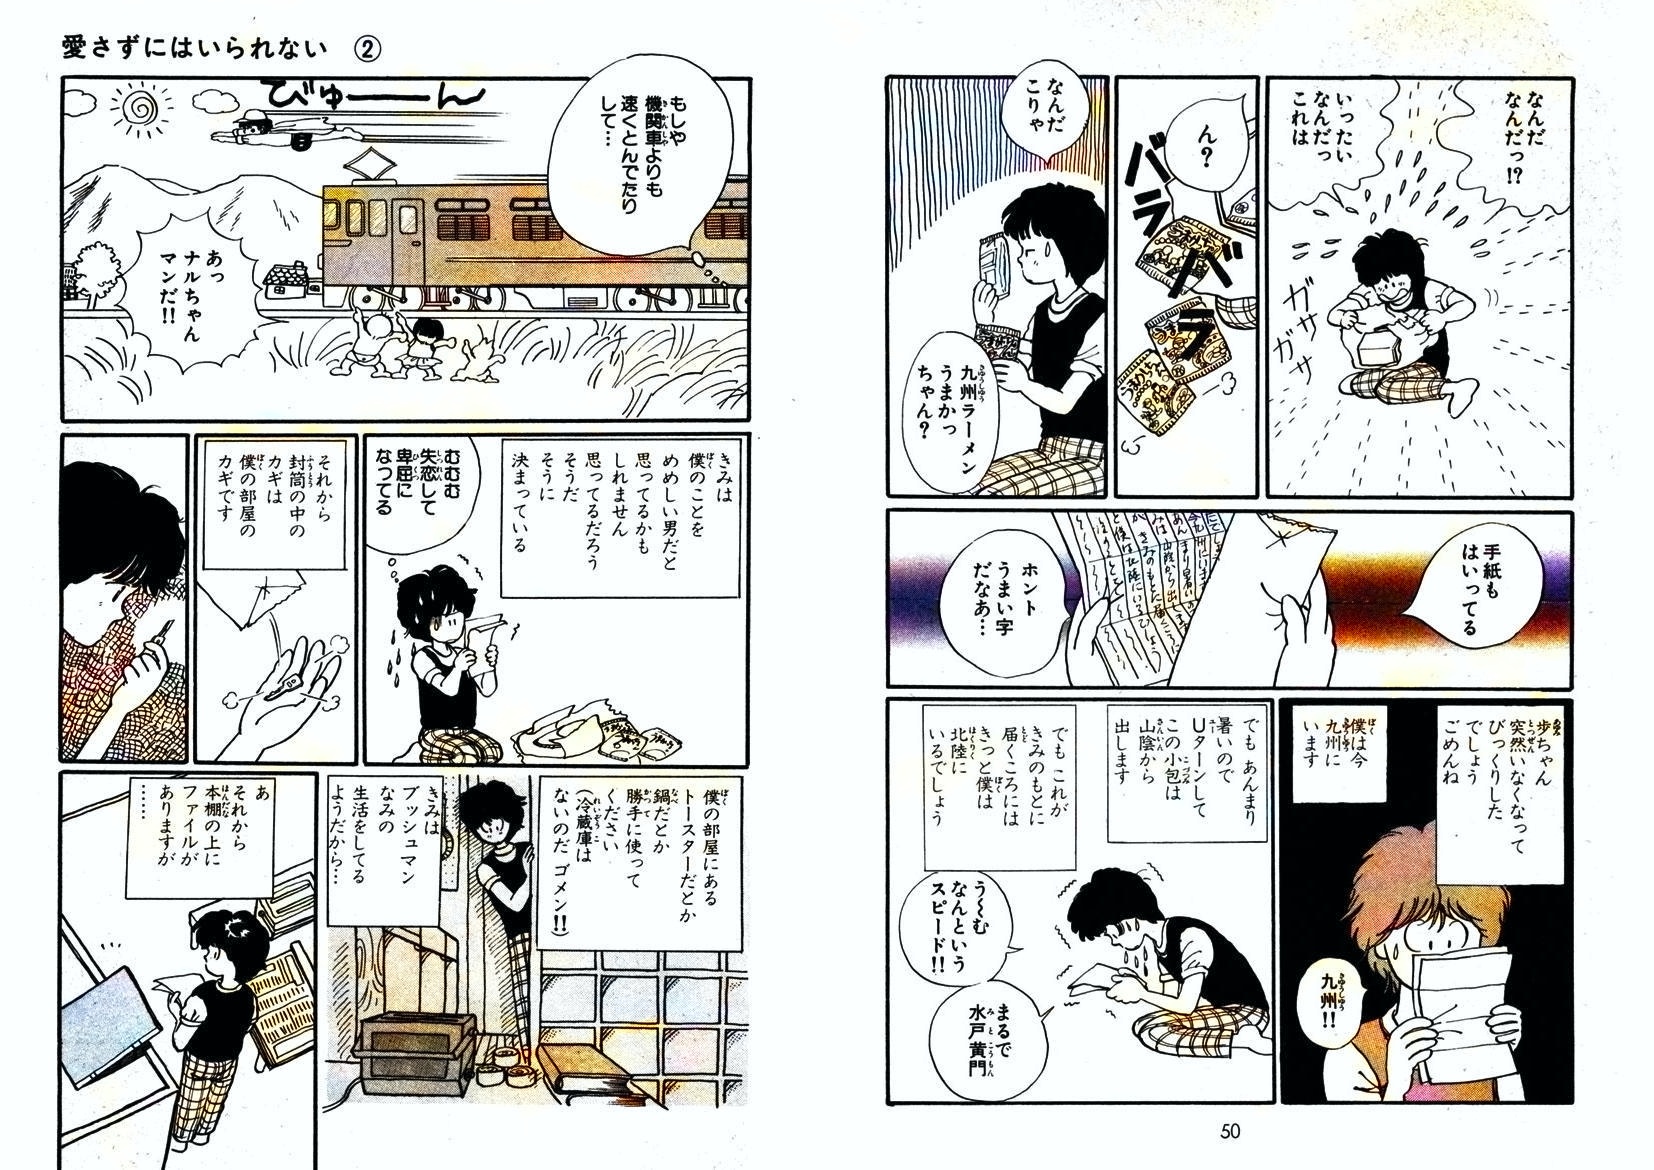 なんだ
なんだっ!?
いったい
なんだっ
これは
ガサ
ガサ
ガサ
ん?
バラ
バラ
なんだ
こりゃ
九州ラーメン
うまかっ
ちゃん?
手紙も
はいってる
ホント
うまい字
だなあ…
歩ちゃん
突然いなくなって
びっくりした
でしょう
ごめんね
僕は今
九州に
います
九州!!
でも あんまり
暑いので
Uターンして
この小包は
山陰から
出します
でも これが
きみのもとに
届くころには
きっと僕は
北陸に
いるでしょう
う〜む
なんという
スピード!!
まるで
水戸黄門
50
愛さずにはいられない ②
もしや
機関車よりも
速くとんでたり
して…
びゅーーん
あっ
ナルちゃん
マンだ!!
きみは
僕のことを
めめしい男だと
思ってるかも
しれません
思ってるだろう
そうだ
そうに
決まっている
むむむ
失恋して
卑屈に
なってる
それから
封筒の中の
カギは
僕の部屋の
カギです
僕の部屋にある
トースターだとか
鍋だとか
勝手に使って
ください
(冷蔵庫は
ないのだ ゴメン!!)
きみは
ブッシュマン
なみの
生活をしてる
ようだから…
あ
それから
本棚の上に
ファイルが
ありますが
……